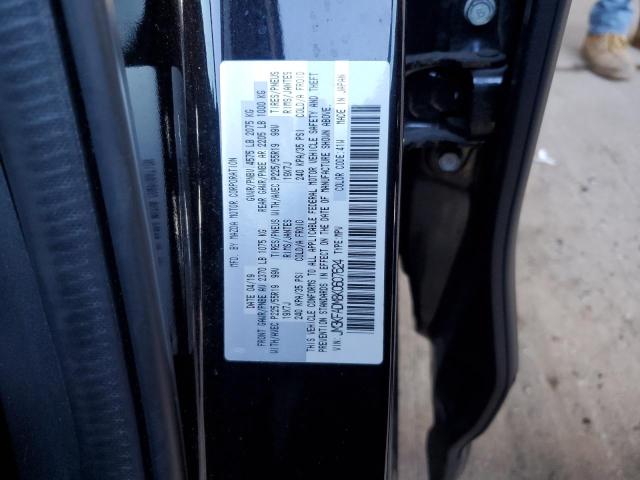 MFD. BY MAZDA MOTOR CORPORATION
DATE 04/19 GVWR/PNBV 4575 LB 2075 KG
FRONT GAWR/PNBE AV 2370 LB 1075 KG REAR GAWR/PNBE AR 2205 LB 1000 KG
WITH/AVEC P225/55R19 99V TIRES/PNEUS WITH/AVEC P225/55R19 99V TIRES/PNEUS
19X7J RIMS/JANTES 19X7J RIMS/JANTES
240 KPA/35 PSI COLD/A FROID 240 KPA/35 PSI COLD/A FROID
THIS VEHICLE CONFORMS TO ALL APPLICABLE FEDERAL MOTOR VEHICLE SAFETY AND THEFT
PREVENTION STANDARDS IN EFFECT ON THE DATE OF MANUFACTURE SHOWN ABOVE.
COLOR 41W MADE IN JAPAN
VIN: JM3KFADM8K0607624 TYPE MPV